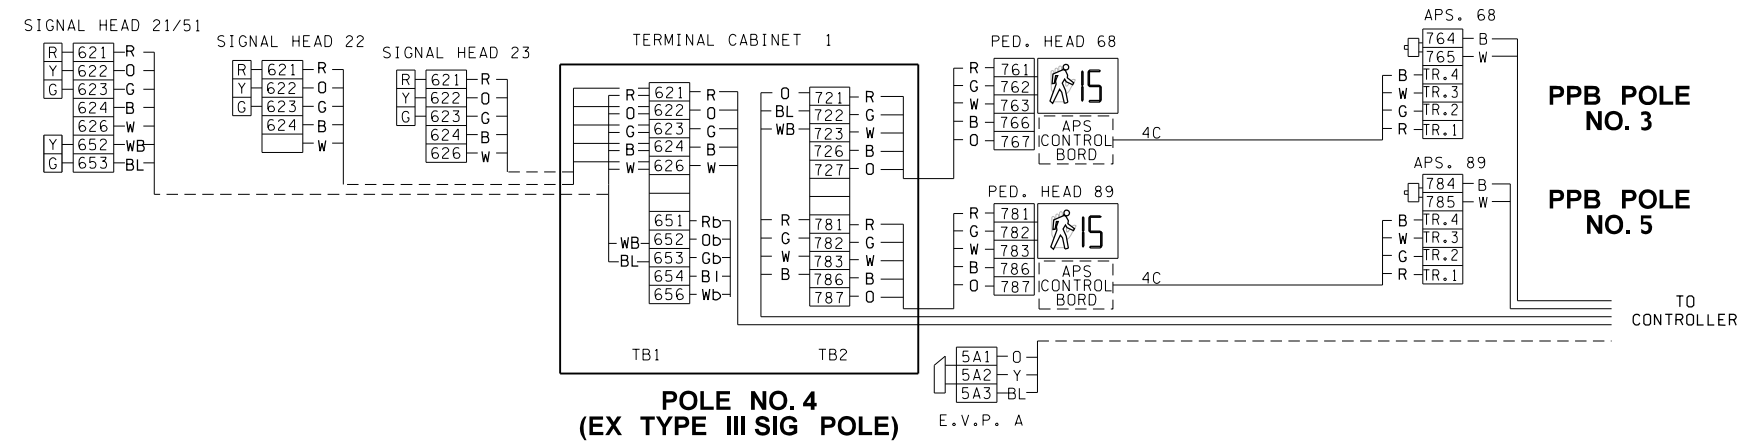 SIGNAL HEAD 21/51
R 621 R
Y 622 O
G 623 G
624 B
626 W
Y 652 WB
G 653 BL
SIGNAL HEAD 22
R 621 R
Y 622 O
G 623 G
624 B
W
SIGNAL HEAD 23
R 621 R
Y 622 O
G 623 G
624 B
626 W
TERMINAL CABINET 1
R 621 R
O 622 O
G 623 G
B 624 B
W 626 W
651 Rb
WB 652 Ob
BL 653 Gb
654 Bl
656 Wb
TB1
O 721 R
BL 722 G
WB 723 W
726 B
727 O
R 781 R
G 782 G
W 783 W
B 786 B
787 O
TB2
POLE NO. 4
(EX TYPE III SIG POLE)
PED. HEAD 68
R 761
G 762
W 763
B 766
O 767
15
APS
CONTROL
BORD
4C
PED. HEAD 89
R 781
G 782
W 783
B 786
O 787
15
APS
CONTROL
BORD
4C
5A1 O
5A2 Y
5A3 BL
E.V.P. A
APS. 68
764 B
765 W
B TR.4
W TR.3
G TR.2
R TR.1
PPB POLE
NO. 3
APS. 89
784 B
785 W
B TR.4
W TR.3
G TR.2
R TR.1
PPB POLE
NO. 5
TO
CONTROLLER